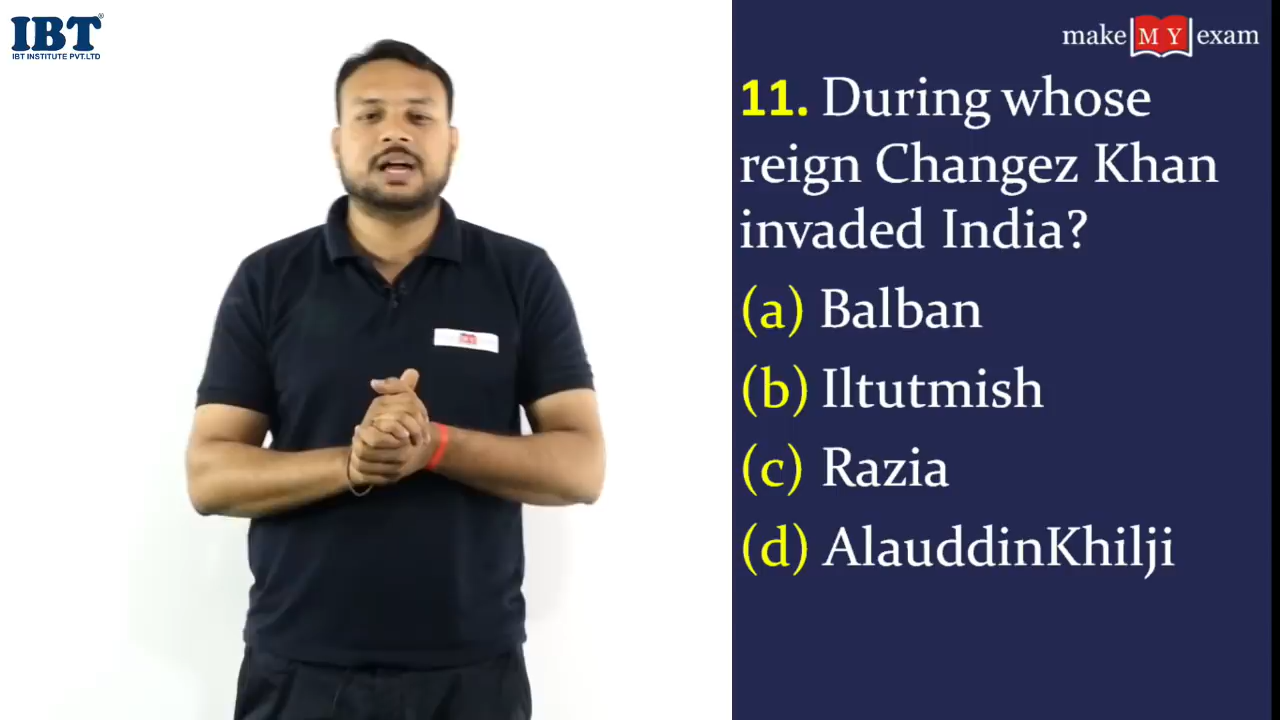 IBT®
IBT INSTITUTE PVT.LTD
make MY exam
11. During whose
reign Changez Khan
invaded India?
(a) Balban
(b) Iltutmish
(c) Razia
(d) AlauddinKhilji
MY